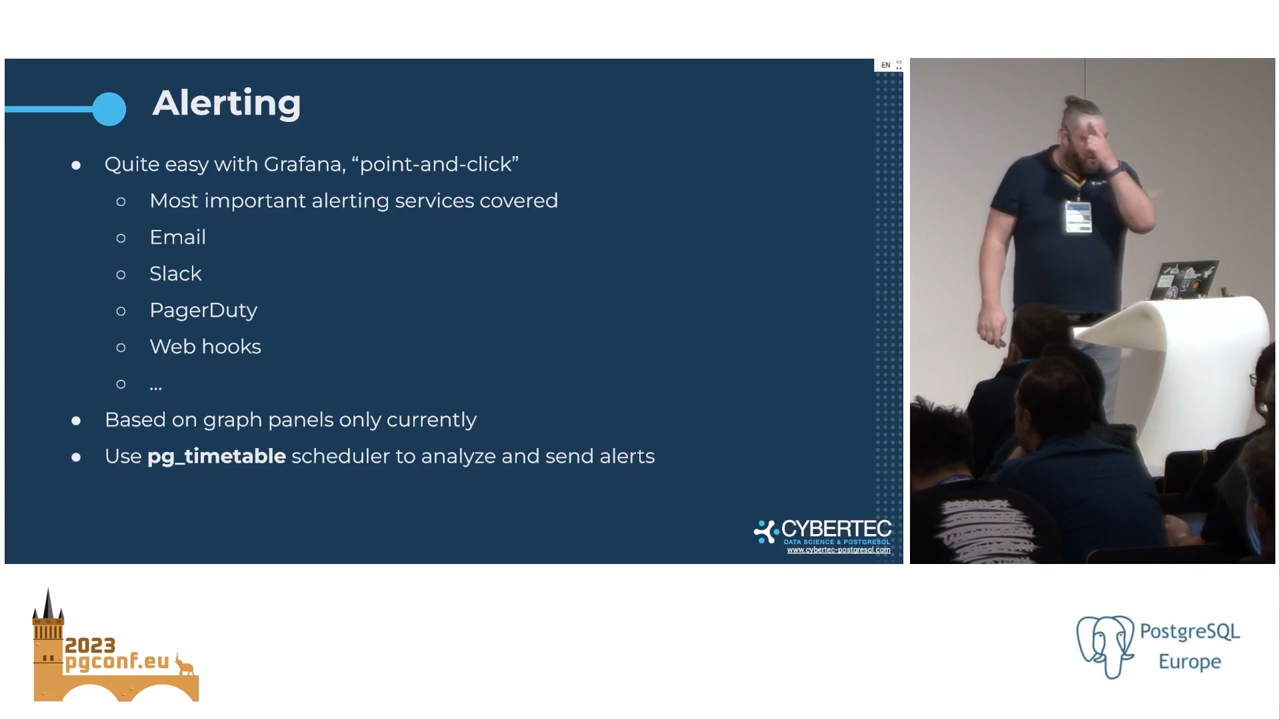 EN
Alerting
● Quite easy with Grafana, “point-and-click”
○ Most important alerting services covered
○ Email
○ Slack
○ PagerDuty
○ Web hooks
○ ...
● Based on graph panels only currently
● Use pg_timetable scheduler to analyze and send alerts
CYBERTEC
DATA SCIENCE & POSTGRESQL
www.cybertec-postgresql.com
2023
pgconf.eu
PostgreSQL
Europe